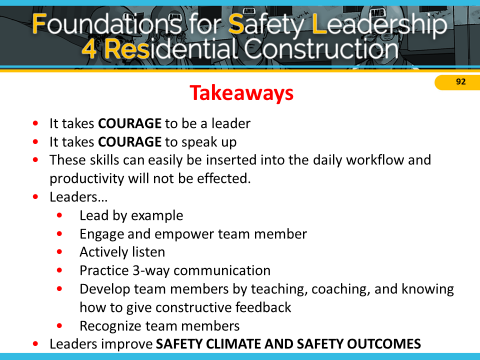 Foundations for Safety Leadership
4 Residential Construction
92
Takeaways
• It takes COURAGE to be a leader
• It takes COURAGE to speak up
• These skills can easily be inserted into the daily workflow and
productivity will not be effected.
• Leaders…
• Lead by example
• Engage and empower team member
• Actively listen
• Practice 3-way communication
• Develop team members by teaching, coaching, and knowing
how to give constructive feedback
• Recognize team members
• Leaders improve SAFETY CLIMATE AND SAFETY OUTCOMES